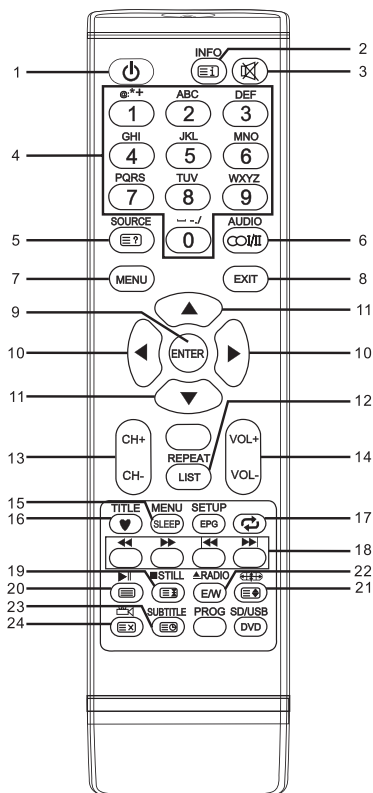 INFO
2
1
3
@:*+ ABC DEF
1 2 3
GHI JKL MNO
4
4 5 6
PQRS TUV WXYZ
7 8 9
SOURCE -./ AUDIO
5
? 0 I/II
6
7
MENU EXIT
8
9
11
10
ENTER
10
11
12
CH+ VOL+
13
REPEAT
14
CH- LIST VOL-
15
TITLE MENU SETUP
16
SLEEP EPG
17
18
19
STILL RADIO
22
20
E/W
21
23
SUBTITLE PROG SD/USB
24
DVD